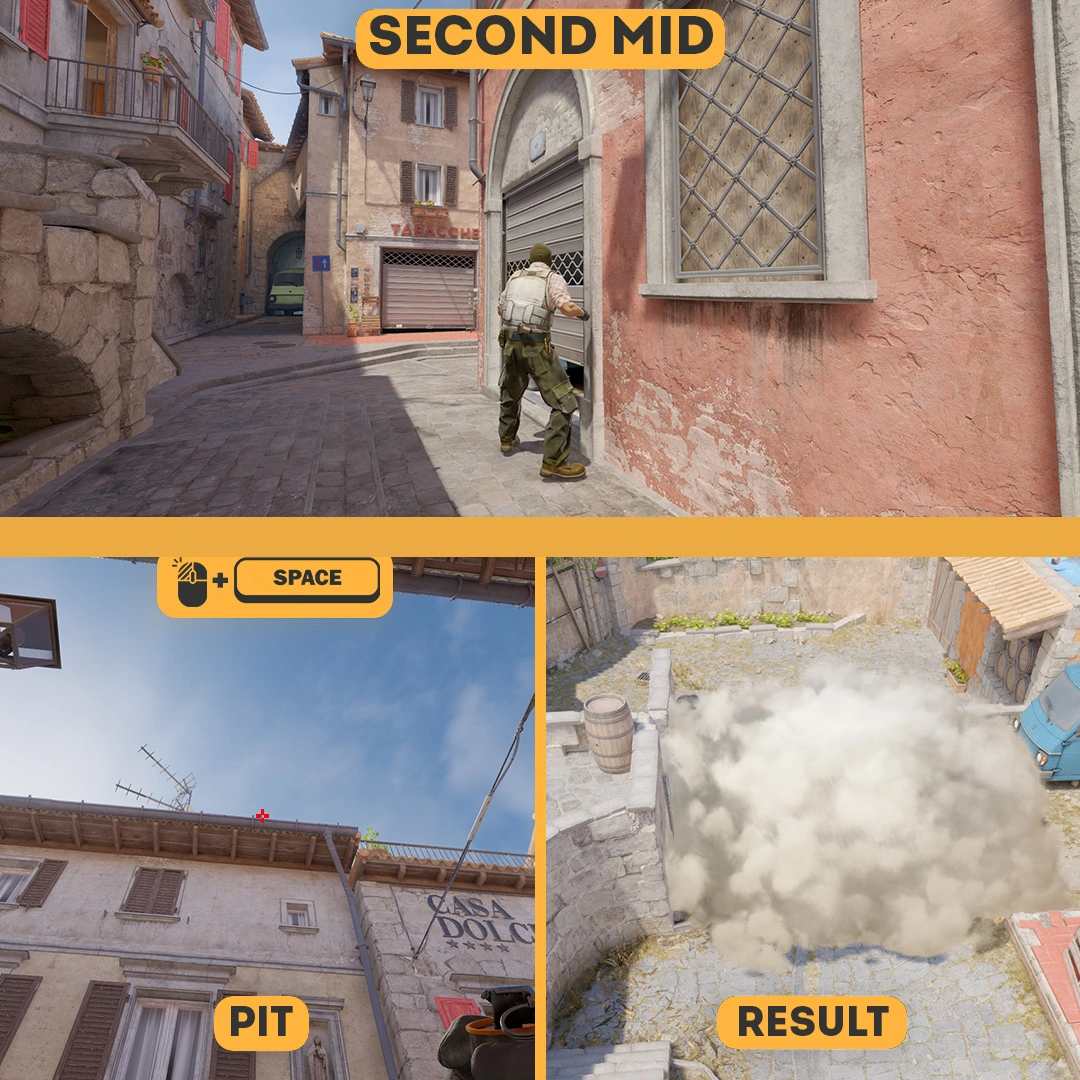 SECOND MID
TABACCHE
SPACE
CASA
DOLC
PIT
RESULT